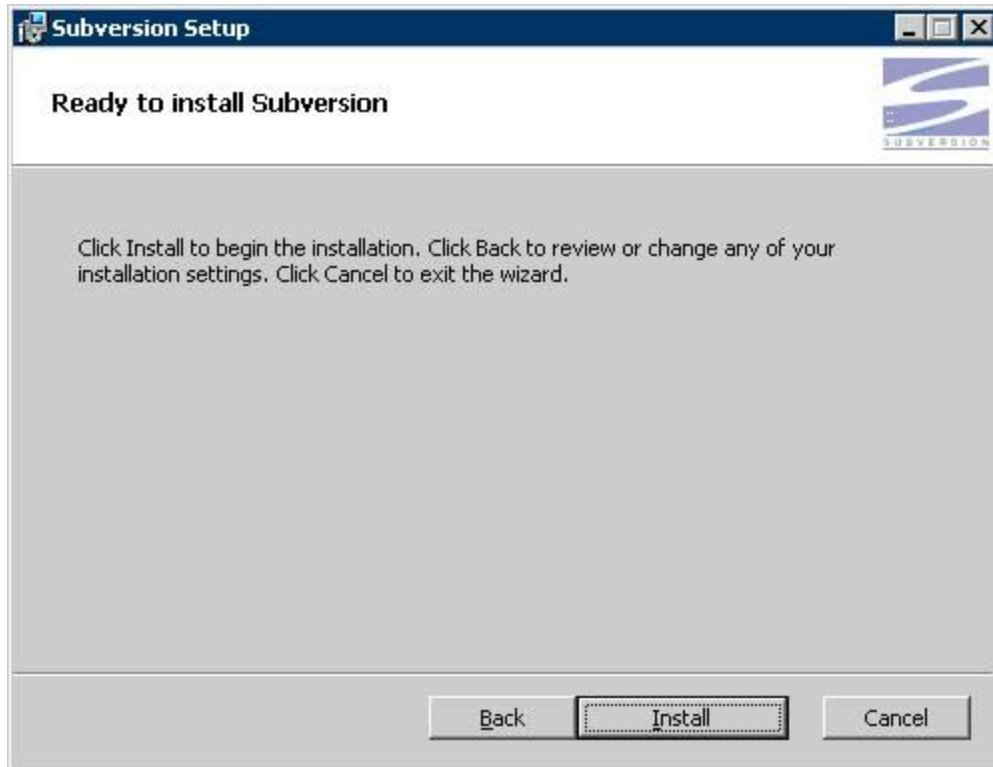 Subversion Setup
Ready to install Subversion
SUBVERSION
Click Install to begin the installation. Click Back to review or change any of your
installation settings. Click Cancel to exit the wizard.
Back
Install
Cancel